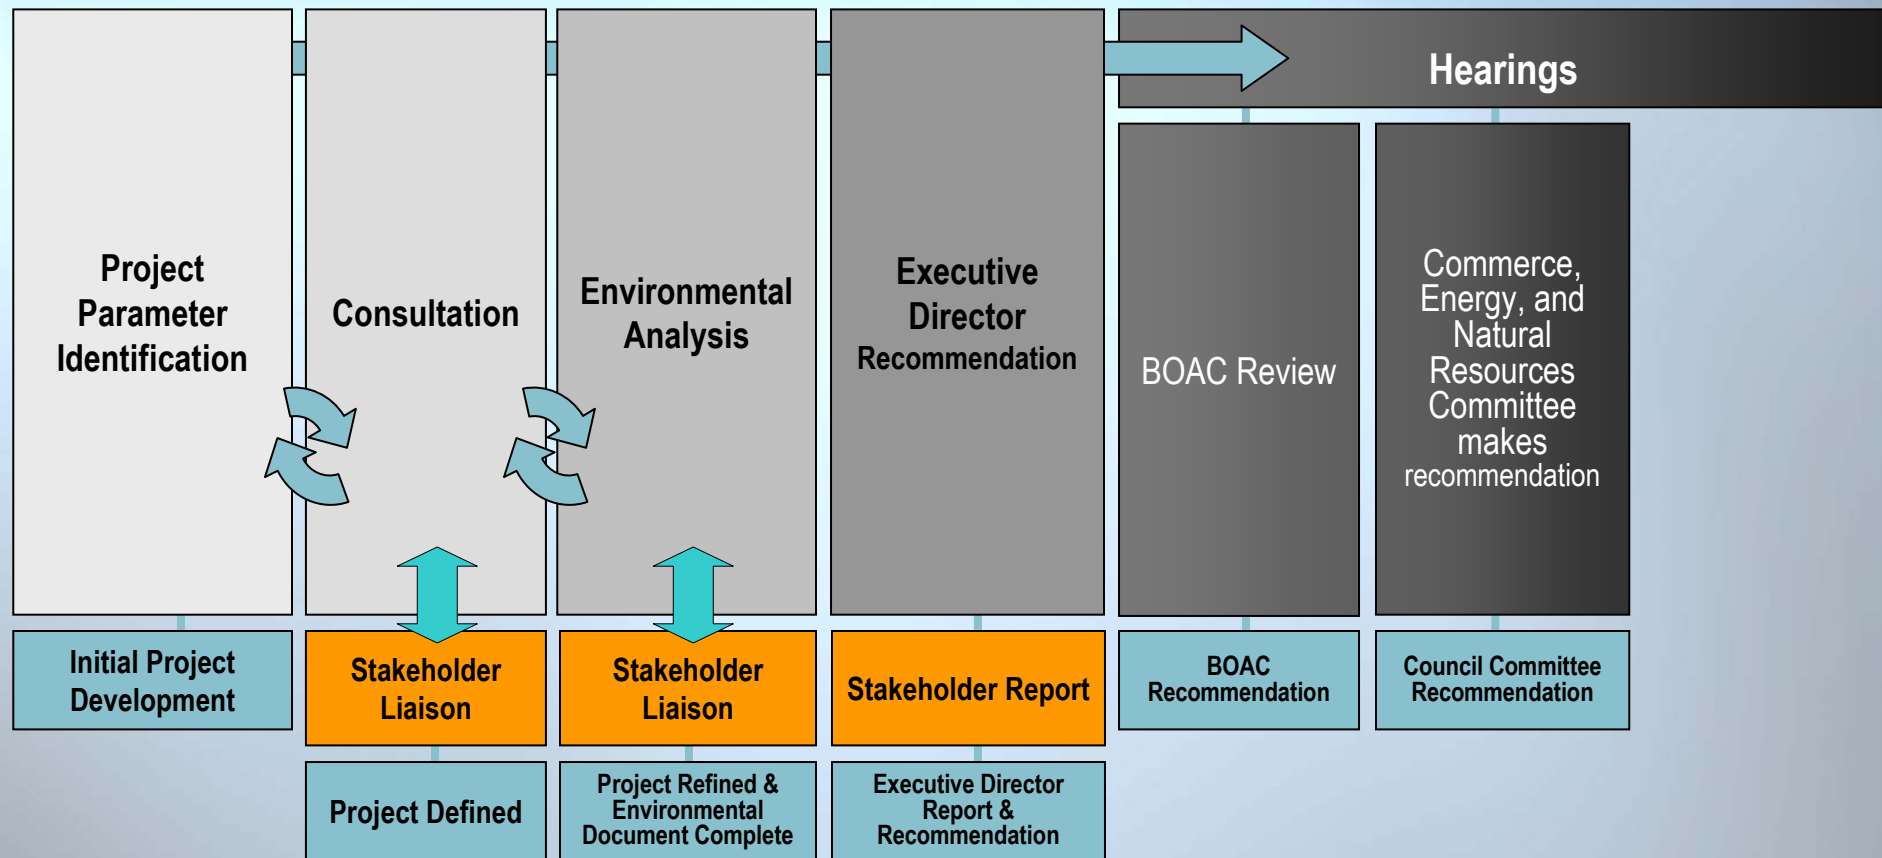 Hearings
Project
Parameter
Identification
Consultation
Environmental
Analysis
Executive
Director
Recommendation
BOAC Review
Commerce,
Energy, and
Natural
Resources
Committee
makes
recommendation
Initial Project
Development
Stakeholder
Liaison
Stakeholder
Liaison
Stakeholder Report
BOAC
Recommendation
Council Committee
Recommendation
Project Defined
Project Refined &
Environmental
Document Complete
Executive Director
Report &
Recommendation